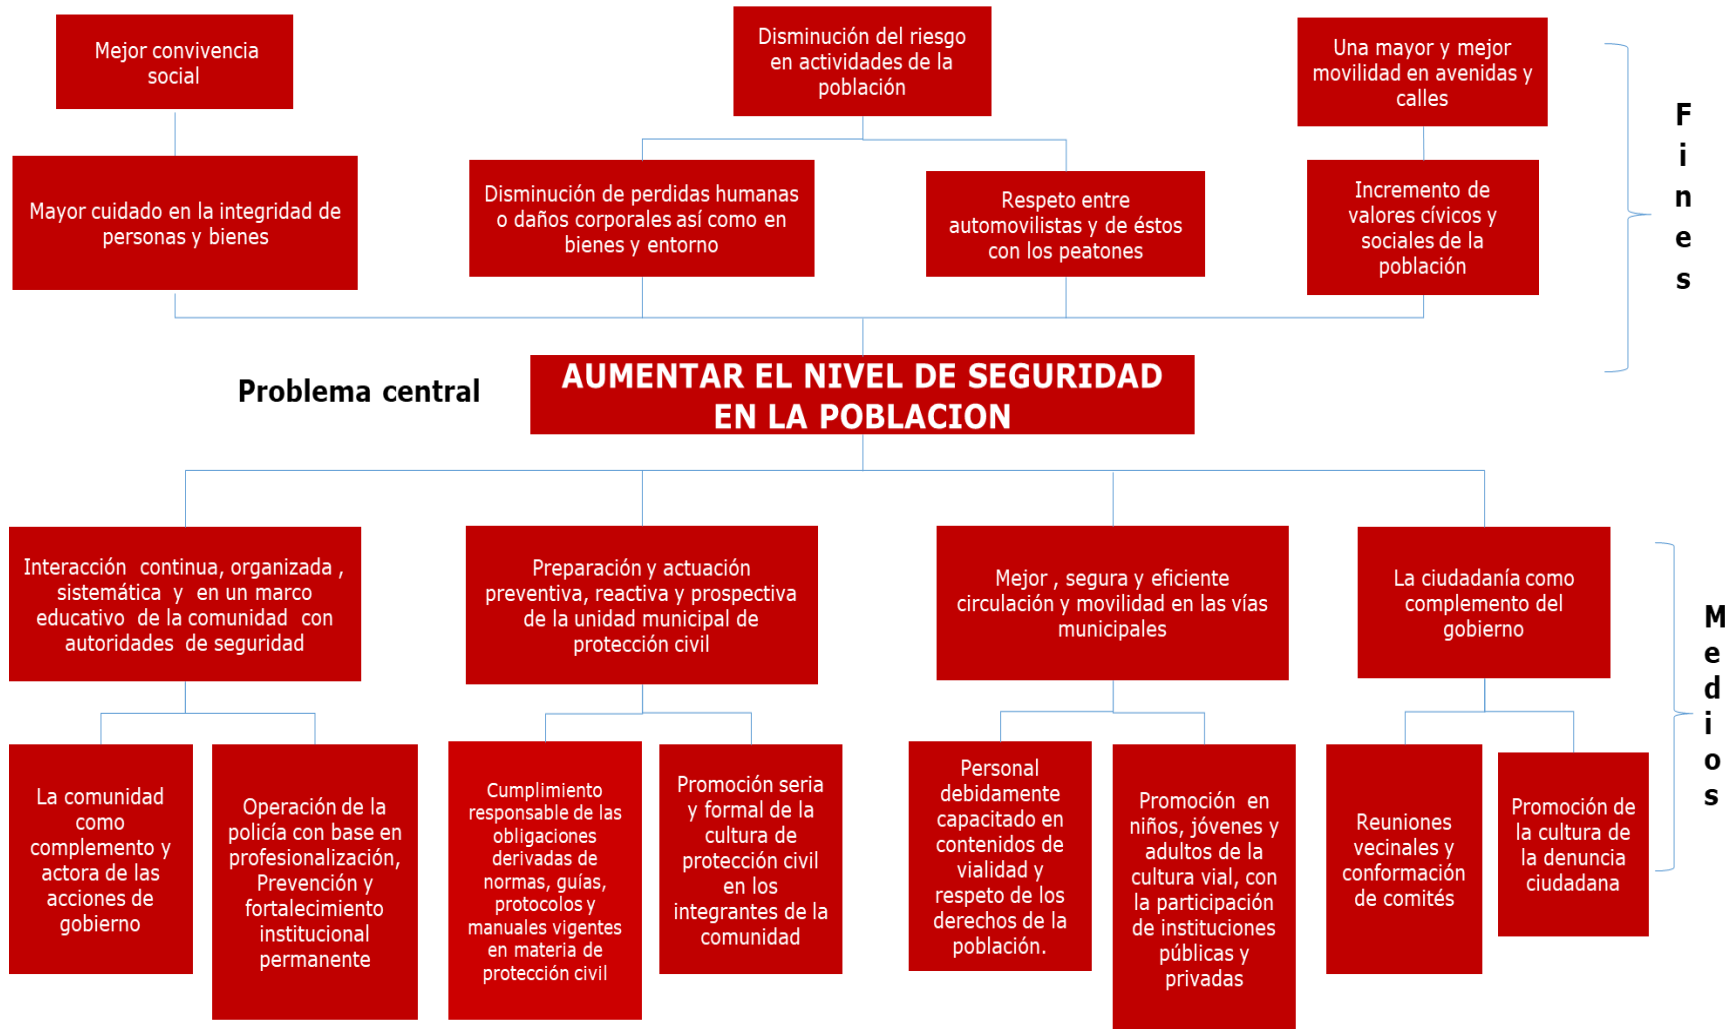 Mejor convivencia
social
Disminución del riesgo
en actividades de la
población
Una mayor y mejor
movilidad en avenidas y
calles
Mayor cuidado en la integridad de
personas y bienes
Disminución de perdidas humanas
o daños corporales así como en
bienes y entorno
Respeto entre
automovilistas y de éstos
con los peatones
Incremento de
valores cívicos y
sociales de la
población
F
i
n
e
s
Problema central
AUMENTAR EL NIVEL DE SEGURIDAD
EN LA POBLACION
Interacción continua, organizada ,
sistemática y en un marco
educativo de la comunidad con
autoridades de seguridad
Preparación y actuación
preventiva, reactiva y prospectiva
de la unidad municipal de
protección civil
Mejor , segura y eficiente
circulación y movilidad en las vías
municipales
La ciudadanía como
complemento del
gobierno
M
e
d
i
o
s
La comunidad
como
complemento y
actora de las
acciones de
gobierno
Operación de la
policía con base en
profesionalización,
Prevención y
fortalecimiento
institucional
permanente
Cumplimiento
responsable de las
obligaciones
derivadas de
normas, guías,
protocolos y
manuales vigentes
en materia de
protección civil
Promoción seria
y formal de la
cultura de
protección civil
en los
integrantes de la
comunidad
Personal
debidamente
capacitado en
contenidos de
vialidad y
respeto de los
derechos de la
población.
Promoción en
niños, jóvenes y
adultos de la
cultura vial, con
la participación
de instituciones
públicas y
privadas
Reuniones
vecinales y
conformación
de comités
Promoción de
la cultura de
la denuncia
ciudadana